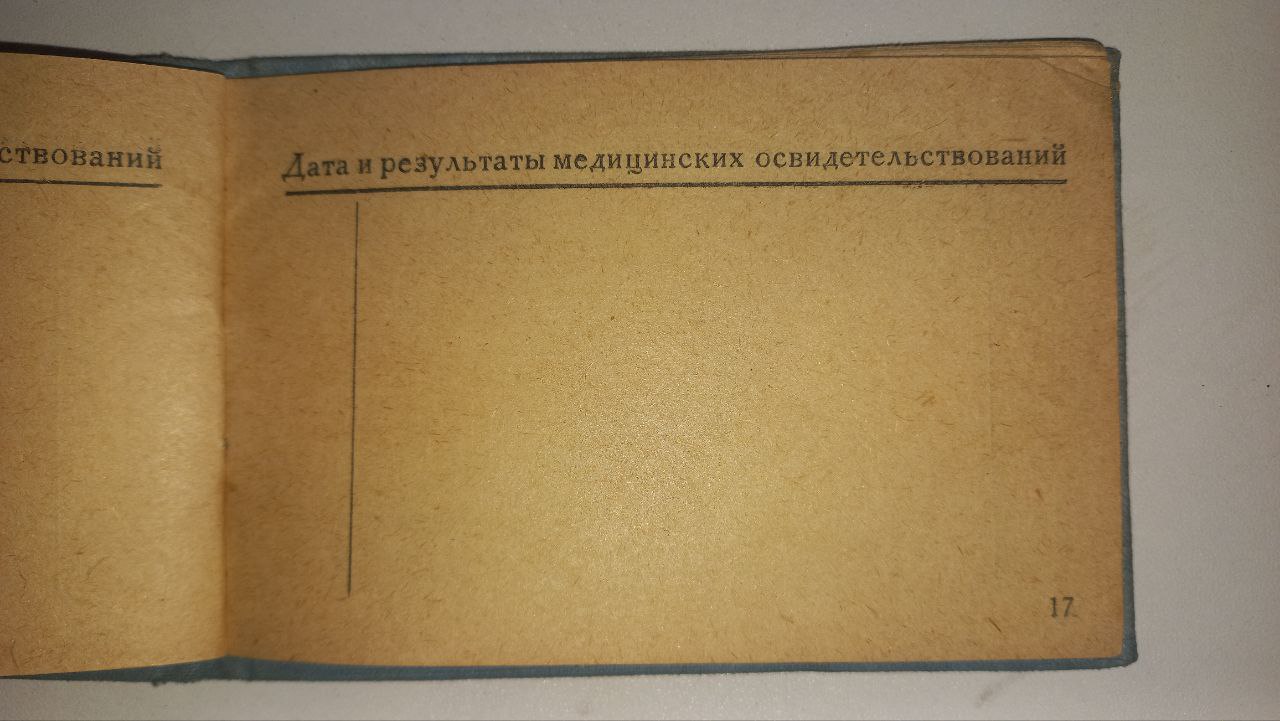 ствований
Дата и результаты медицинских освидетельствований
17